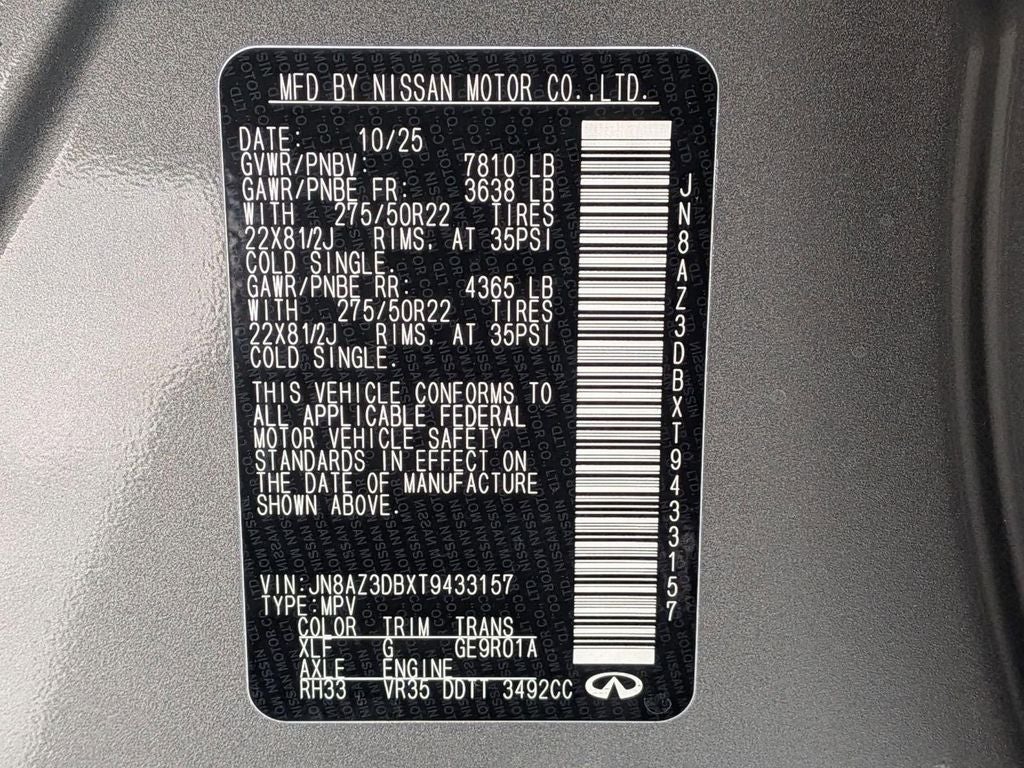 MFD BY NISSAN MOTOR CO.,LTD.
DATE: 10/25
GVWR/PNBV: 7810 LB
GAWR/PNBE FR: 3638 LB
WITH 275/50R22 TIRES
22X81/2J RIMS, AT 35PSI
COLD SINGLE.
GAWR/PNBE RR: 4365 LB
WITH 275/50R22 TIRES
22X81/2J RIMS, AT 35PSI
COLD SINGLE.
THIS VEHICLE CONFORMS TO
ALL APPLICABLE FEDERAL
MOTOR VEHICLE SAFETY
STANDARDS IN EFFECT ON
THE DATE OF MANUFACTURE
SHOWN ABOVE.
VIN:JN8AZ3DBXT9433157
TYPE:MPV
COLOR TRIM TRANS
XLF G GE9R01A
AXLE ENGINE
RH33 VR35 DDTT 3492CC
JN8AZ3DBXT9433157